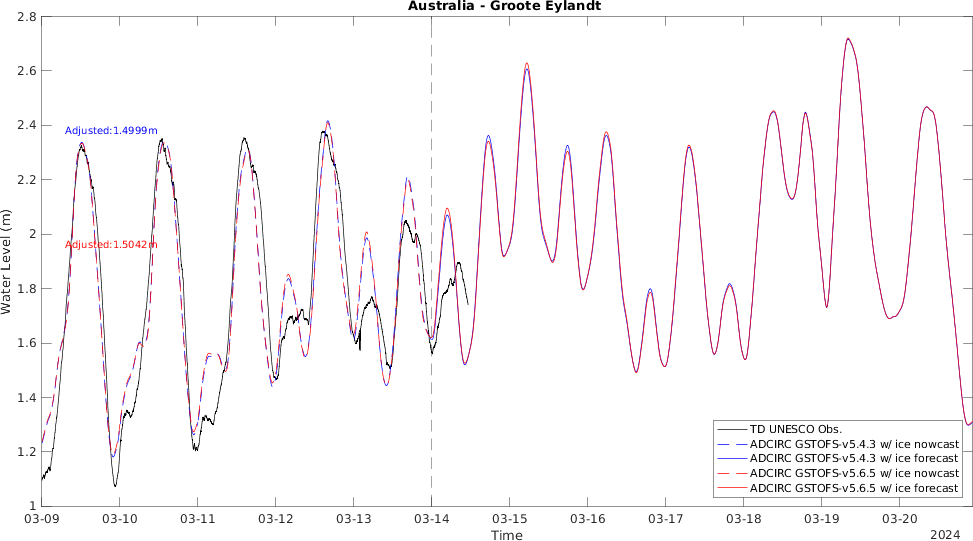 Australia - Groote Eylandt
2.8
2.6
2.4
2.2
2
1.8
1.6
1.4
1.2
1
Water Level (m)
Adjusted:1.4999m
Adjusted:1.5042m
TD UNESCO Obs.
ADCIRC GSTOFS-v5.4.3 w/ ice nowcast
ADCIRC GSTOFS-v5.4.3 w/ ice forecast
ADCIRC GSTOFS-v5.6.5 w/ ice nowcast
ADCIRC GSTOFS-v5.6.5 w/ ice forecast
03-09 03-10 03-11 03-12 03-13 03-14 03-15 03-16 03-17 03-18 03-19 03-20
Time
2024